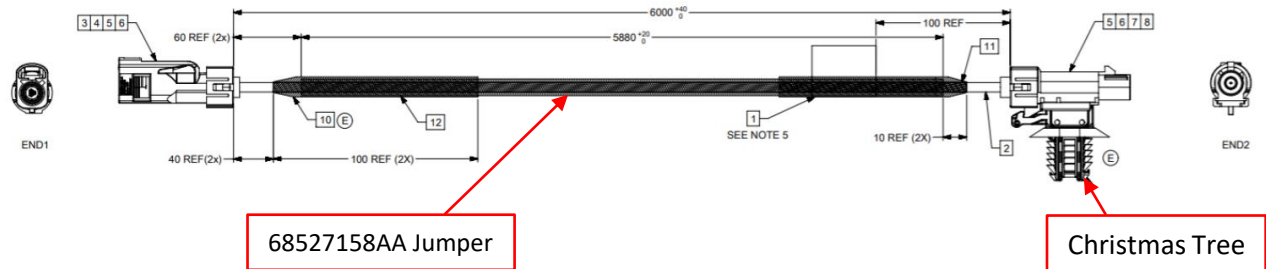 6000 +40 0
3 4 5 6
100 REF
5 6 7 8
60 REF (2x)
5880 +20 0
11
10 E
12
1
SEE NOTE 5
2
E
END1
END2
10 REF (2X)
40 REF(2x)
100 REF (2X)
68527158AA Jumper
Christmas Tree